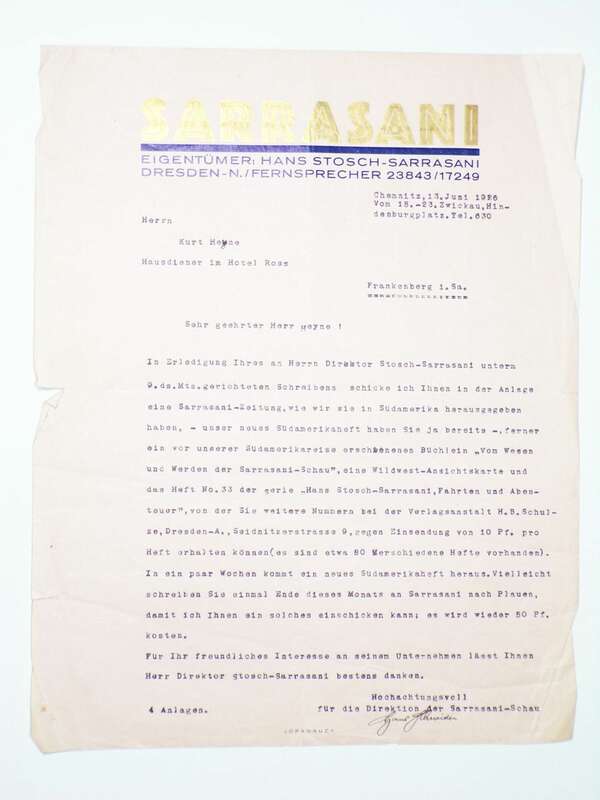 SARRASANI
EIGENTÜMER: HANS STOSCH-SARRASANI
DRESDEN-N./FERNSPRECHER 23843/17249
Chemnitz, 13. Juni 1926
Vom 18.-23. Zwickau, Hin-
denburgplatz. Tel. 630
Herrn
Kurt Heyne
Hausdiener im Hotel Ross
Frankenberg i. Sa.
Sehr geehrter Herr Heyne !
In Erledigung Ihres an Herrn Direktor Stosch-Sarrasani unterm
9. ds. Mts. gerichteten Schreibens schicke ich Ihnen in der Anlage
eine Sarrasani-Zeitung, wie wir sie in Südamerika herausgegeben
haben, - unser neues Südamerikaheft haben Sie ja bereits -, ferner
ein vor unserer Südamerikareise erschienenes Büchlein „Vom Wesen
und Werden der Sarrasani-Schau", eine Wildwest-Ansichtskarte und
das Heft No. 33 der Serie „Hans Stosch-Sarrasani, Fahrten und Aben-
teuer", von der Sie weitere Numern bei der Verlagsanstalt H.B. Schul-
ze, Dresden-A., Seidnitzerstrasse 9, gegen Einsendung von 10 Pf. pro
Heft erhalten können (es sind etwa 80 verschiedene Hefte vorhanden).
In ein paar Wochen kommt ein neues Südamerikaheft heraus. Vielleicht
schreiben Sie einmal Ende dieses Monats an Sarrasani nach Plauen,
damit ich Ihnen ein solches einschicken kann; es wird wieder 50 Pf.
kosten.
Für Ihr freundliches Interesse an seinem Unternehmen lässt Ihnen
Herr Direktor Stosch-Sarrasani bestens danken.
Hochachtungsvoll
4 Anlagen. für die Direktion der Sarrasani-Schau